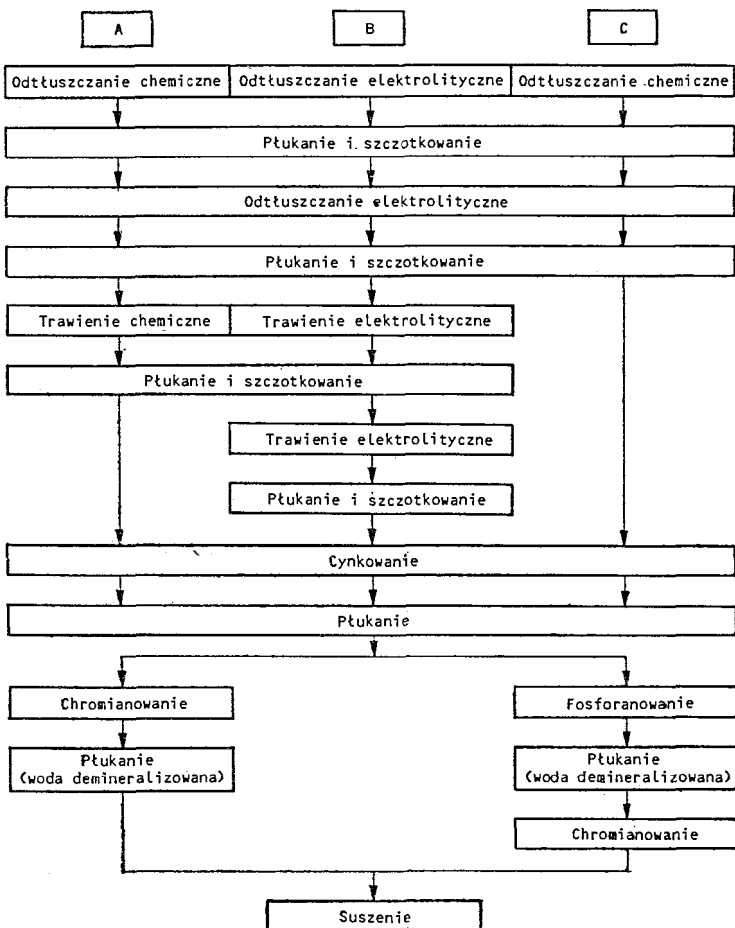 A B C
Odtłuszczanie chemiczne Odtłuszczanie elektrolityczne Odtłuszczanie chemiczne
Płukanie i szczotkowanie
Odtłuszczanie elektrolityczne
Płukanie i szczotkowanie
Trawienie chemiczne Trawienie elektrolityczne
Płukanie i szczotkowanie
Trawienie elektrolityczne
Płukanie i szczotkowanie
Cynkowanie
Płukanie
Chromianowanie Fosforanowanie
Płukanie
(woda demineralizowana)
Płukanie
(woda demineralizowana)
Chromianowanie
Suszenie